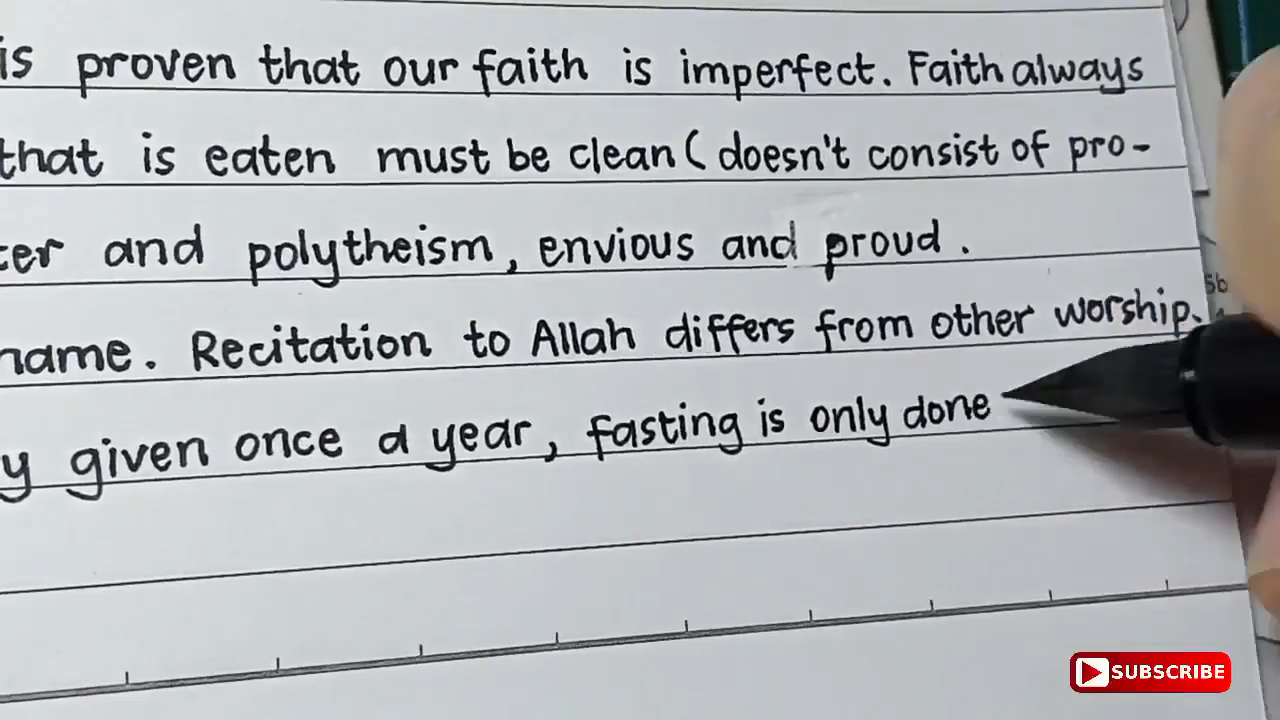 is proven that our faith is imperfect. Faith always
that is eaten must be clean ( doesn't consist of pro-
ter and polytheism, envious and proud.
name. Recitation to Allah differs from other worship.
y given once a year, fasting is only done
SUBSCRIBE